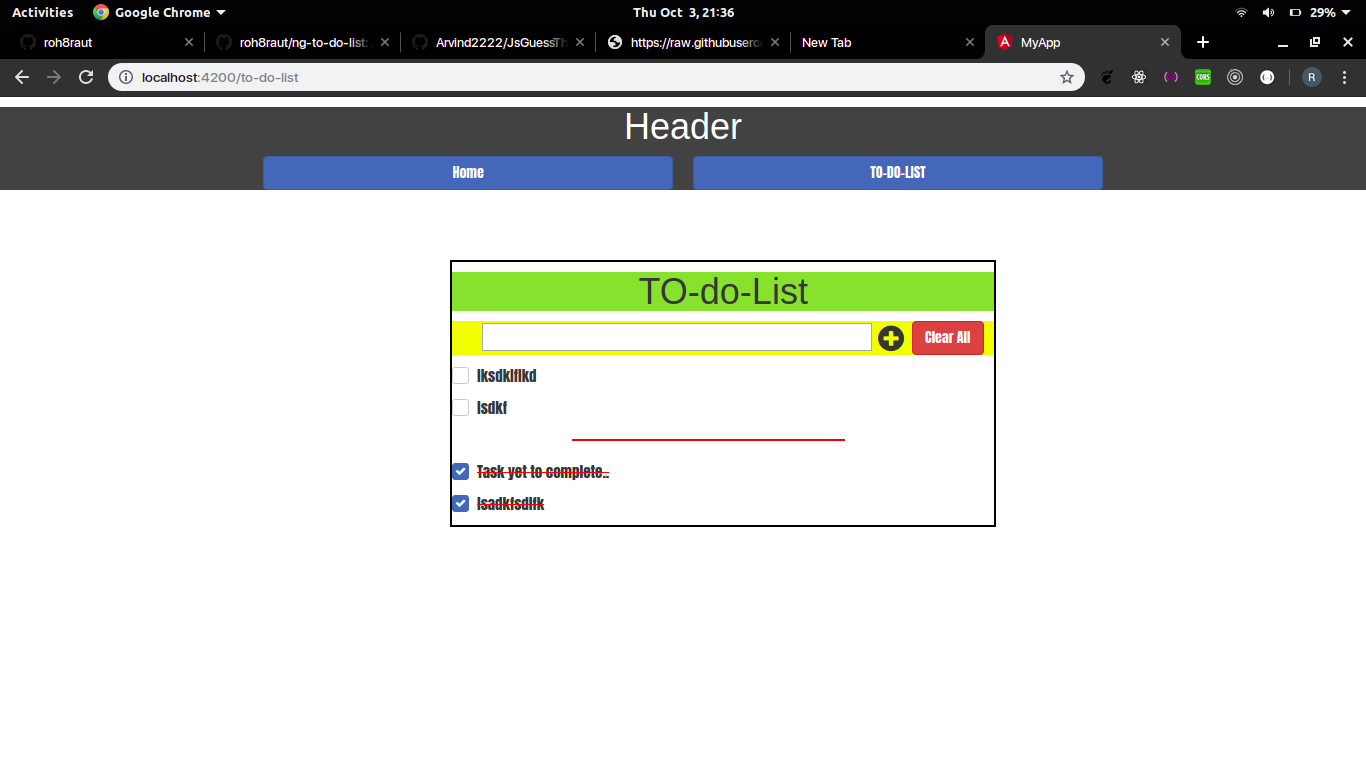 Activities Google Chrome Thu Oct 3, 21:36 29%
roh8raut roh8raut/ng-to-do-list: Arvind2222/JsGuessTh https://raw.githubuserco New Tab MyApp
localhost:4200/to-do-list CORS R
Header
Home TO-DO-LIST
TO-do-List
Clear All
lksdklflkd
lsdkf
Task yet to complete..
lsadkfsdlfk